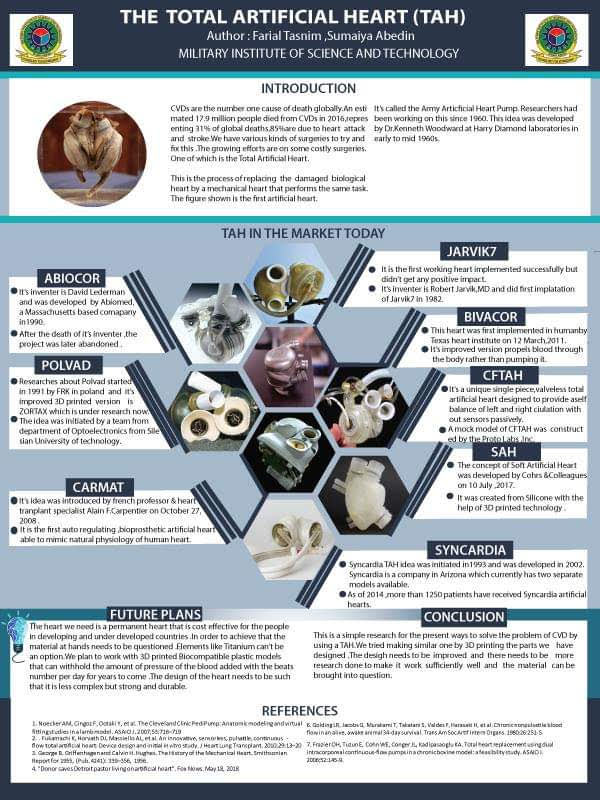 THE TOTAL ARTIFICIAL HEART (TAH)
Author : Farial Tasnim ,Sumaiya Abedin
MILITARY INSTITUTE OF SCIENCE AND TECHNOLOGY
INTRODUCTION
CVDs are the number one cause of death globally.An esti
mated 17.9 million people died from CVDs in 2016,repres
enting 31% of global deaths,85%are due to heart attack
and stroke.We have various kinds of surgeries to try and
fix this .The growing efforts are on some costly surgeries.
One of which is the Total Artificial Heart.
This is the process of replacing the damaged biological
heart by a mechanical heart that performs the same task.
The figure shown is the first artificial heart.
It's called the Army Articficial Heart Pump. Researchers had
been working on this since 1960. This idea was developed
by Dr.Kenneth Woodward at Harry Diamond laboratories in
early to mid 1960s.
TAH IN THE MARKET TODAY
JARVIK7
It is the first working heart implemented successfully but
didn't get any positive impact.
It's inventer is Robert Jarvik,MD and did first implatation
of Jarvik7 in 1982.
ABIOCOR
It's inventer is David Lederman
and was developed by Abiomed,
a Massachusetts based comapany
in1990.
After the death of it's inventer ,the
project was later abandoned .
BIVACOR
This heart was first implemented in humanby
Texas heart institute on 12 March,2011.
It's improved version propels blood through
the body rather than pumping it.
POLVAD
Researches about Polvad started
in 1991 by FRK in poland and it's
improved 3D printed version is
ZORTAX which is under research now.
The idea was initiated by a team from
department of Optoelectronics from Sile
sian University of technology.
CFTAH
It's a unique single piece,valveless total
artificial heart designed to provide aself
balance of left and right ciulation with
out sensors passively.
A mock model of CFTAH was construct
ed by the Proto Labs ,Inc.
SAH
The concept of Soft Artificial Heart
was developed by Cohrs &Colleagues
on 10 July ,2017.
It was created from Silicone with the
help of 3D printed technology .
CARMAT
It's idea was introduced by french professor & heart
tranplant specialist Alain F.Carpentier on October 27,
2008 .
It is the first auto regulating ,bioprosthetic artificial heart
able to mimic natural physiology of human heart.
SYNCARDIA
Syncardia TAH idea was initiated in1993 and was developed in 2002.
Syncardia is a company in Arizona which currently has two separate
models available.
As of 2014 ,more than 1250 patients have received Syncardia artificial
hearts.
FUTURE PLANS
The heart we need is a permanent heart that is cost effective for the people
in developing and under developed countries .In order to achieve that the
material at hands needs to be questioned .Elements like Titanium can't be
an option.We plan to work with 3D printed Biocompatible plastic models
that can withhold the amount of pressure of the blood added with the beats
number per day for years to come .The design of the heart needs to be such
that it is less complex but strong and durable.
CONCLUSION
This is a simple research for the present ways to solve the problem of CVD by
using a TAH.We tried making similar one by 3D printing the parts we have
designed .The deisgh needs to be improved and there needs to be more
research done to make it work sufficiently well and the material can be
brought into question.
REFERENCES
1. Noecker AM, Cingoz F, Ootaki Y, et al. The Cleveland Clinic PediPump: Anatomic modeling and virtual
fitting studies in a lamb model. ASAIO J. 2007;53:716–719
2. Fukamachi K, Horvath DJ, Massiello AL, et al. An innovative, sensorless, pulsatile, continuous -
flow total artificial heart: Device design and initial in vitro study. J Heart Lung Transplant. 2010;29:13–20
3. George B. Griffenhagen and Calvin H. Hughes. The History of the Mechanical Heart. Smithsonian
Report for 1955, (Pub. 4241): 339–356, 1956.
4. "Donor saves Detroit pastor living on artificial heart". Fox News, May 18, 2018
6. Golding LR, Jacobs G, Murakami T, Takatani S, Valdes F, Harasaki H, et al. Chronic nonpulsatile blood
flow in an alive, awake animal 34-day survival. Trans Am Soc Artif Intern Organs. 1980;26:251-5.
7. Frazier OH, Tuzun E, Cohn WE, Conger JL, Kadipasaoglu KA. Total heart replacement using dual
intracorporeal continuous-flow pumps in a chronic bovine model: a feasibility study. ASAIO J.
2006;52:145-9.